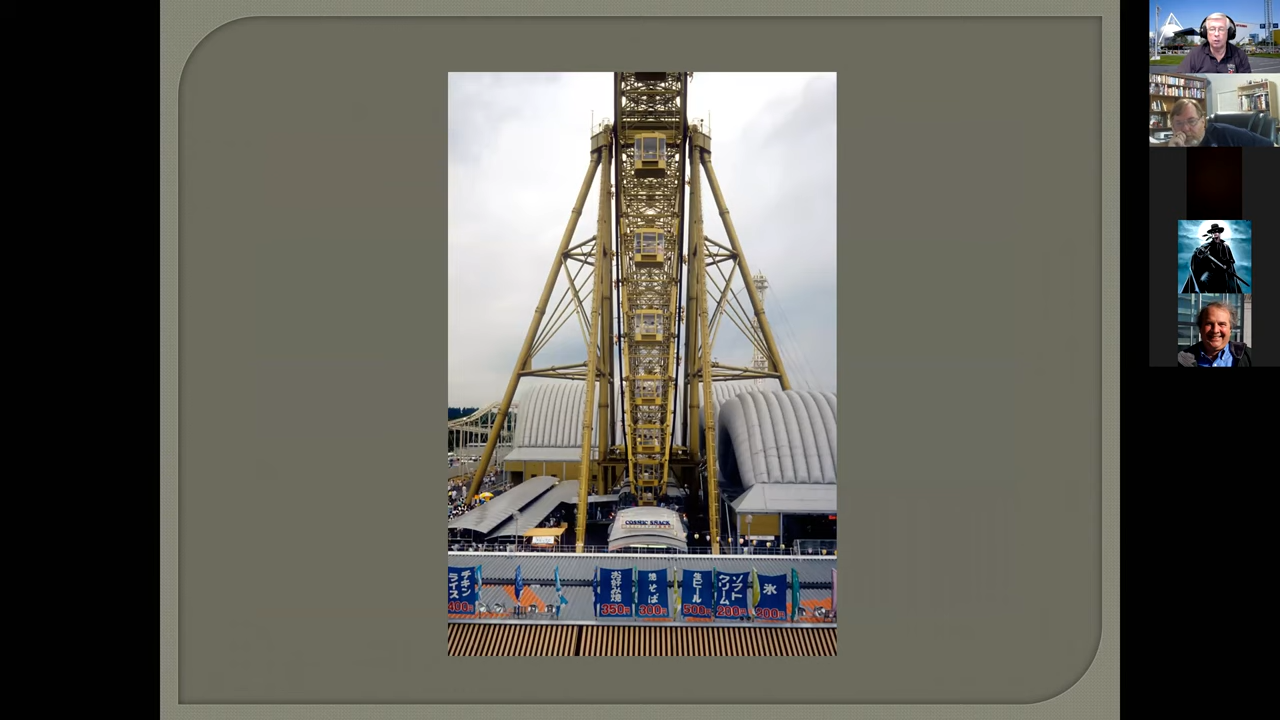 COSMIC SNACK
チキン
ライス
400円
お好み焼
350円
焼そば
300円
生ビール
500円
ソフト
クリーム
200円
氷
200円